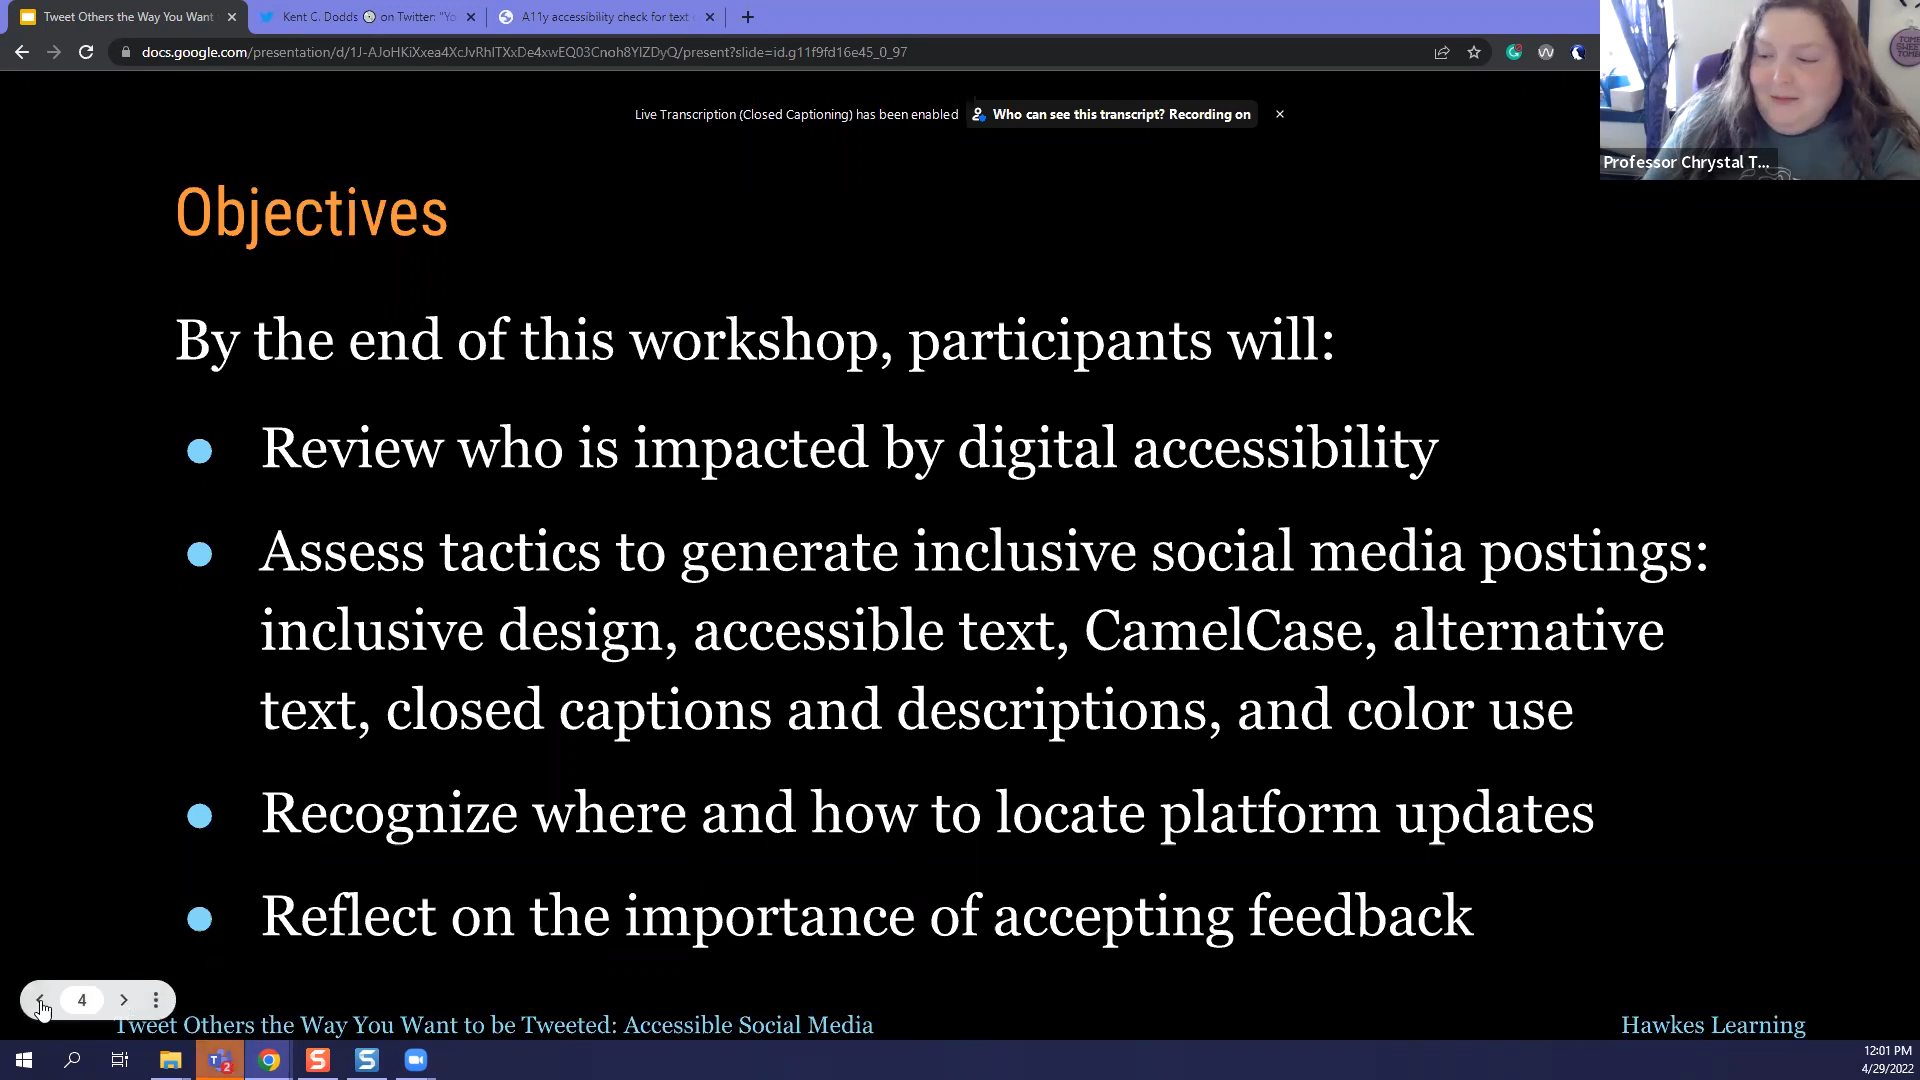 Tweet Others the Way You Want
Kent C. Dodds on Twitter: "Yo
A11y accessibility check for text
docs.google.com/presentation/d/1J-AJoHKiXxea4XcJvRhlTXxDe4xwEQ03Cnoh8YlZDyQ/present?slide=id.g11f9fd16e45_0_97
Live Transcription (Closed Captioning) has been enabled Who can see this transcript? Recording on
Professor Chrystal T...
Objectives
By the end of this workshop, participants will:
● Review who is impacted by digital accessibility
● Assess tactics to generate inclusive social media postings:
inclusive design, accessible text, CamelCase, alternative
text, closed captions and descriptions, and color use
● Recognize where and how to locate platform updates
● Reflect on the importance of accepting feedback
4
Tweet Others the Way You Want to be Tweeted: Accessible Social Media
Hawkes Learning
12:01 PM
4/29/2022